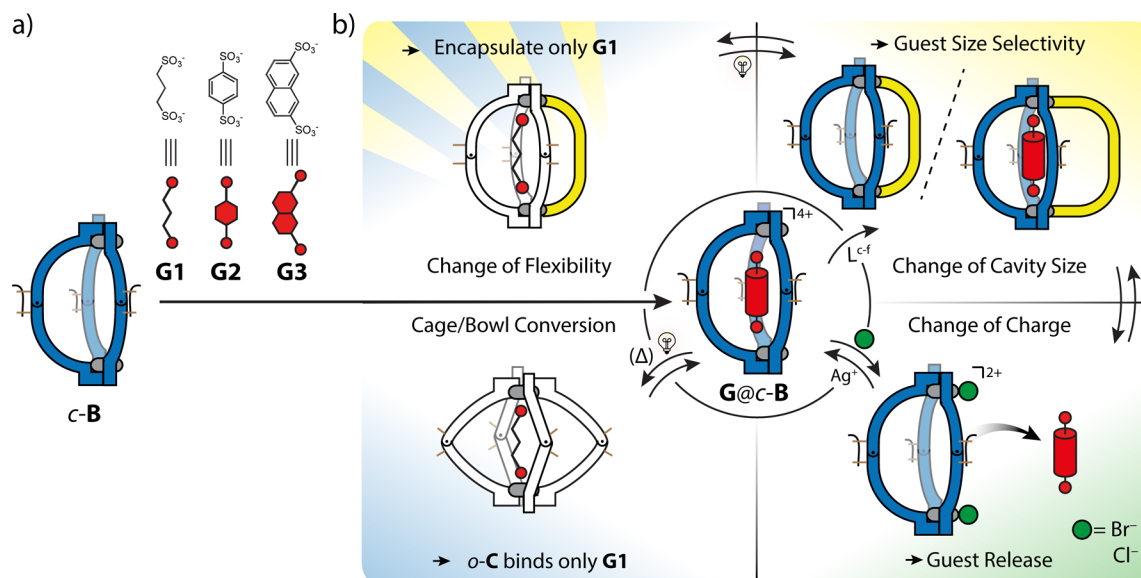 a)
SO₃⁻
SO₃⁻
SO₃⁻
SO₃⁻
SO₃⁻
SO₃⁻
G1
G2
G3
c-B
b)
Encapsulate only G1
Guest Size Selectivity
Change of Flexibility
Change of Cavity Size
]4+
Lᶜ⁻ᶠ
Cage/Bowl Conversion
Change of Charge
(Δ)
Ag⁺
G@c-B
]2+
o-C binds only G1
Guest Release
= Br⁻
Cl⁻